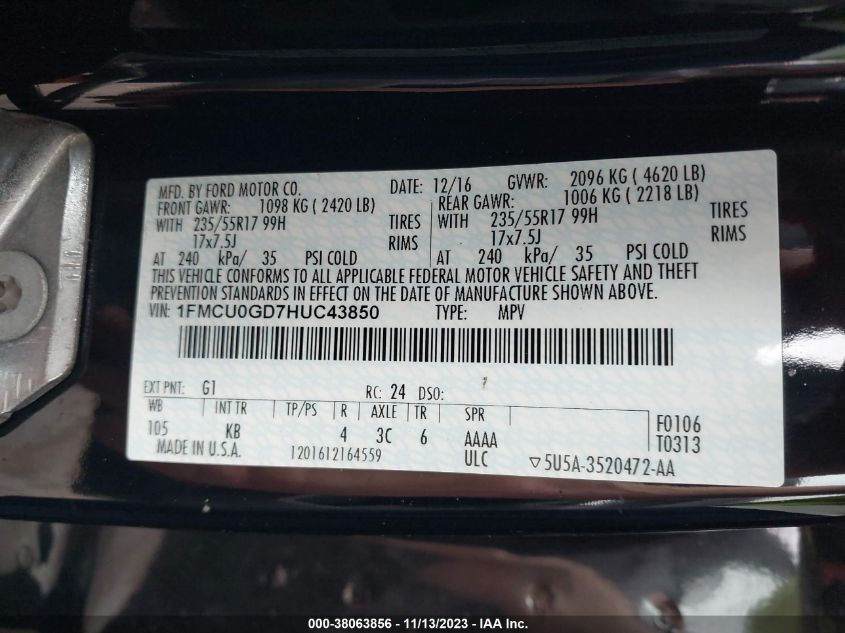 MFD. BY FORD MOTOR CO. DATE: 12/16 GVWR: 2096 KG ( 4620 LB)
FRONT GAWR: 1098 KG ( 2420 LB) REAR GAWR: 1006 KG ( 2218 LB)
WITH 235/55R17 99H TIRES WITH 235/55R17 99H TIRES
17x7.5J RIMS 17x7.5J RIMS
AT 240 kPa/ 35 PSI COLD AT 240 kPa/ 35 PSI COLD
THIS VEHICLE CONFORMS TO ALL APPLICABLE FEDERAL MOTOR VEHICLE SAFETY AND THEFT
PREVENTION STANDARDS IN EFFECT ON THE DATE OF MANUFACTURE SHOWN ABOVE.
VIN: 1FMCU0GD7HUC43850 TYPE: MPV
EXT PNT: G1 RC: 24 DSO:
WB INT TR TP/PS R AXLE TR SPR F0106
105 KB 4 3C 6 AAAA T0313
MADE IN U.S.A. 1201612164559 ULC ▽5U5A-3520472-AA
000-38063856 - 11/13/2023 - IAA Inc.